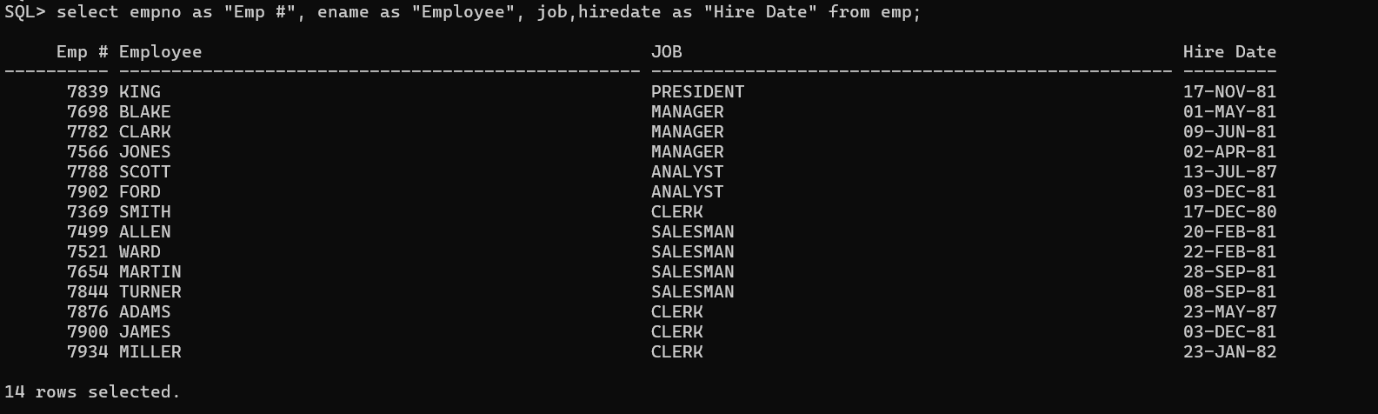 SQL> select empno as "Emp #", ename as "Employee", job,hiredate as "Hire Date" from emp;
     Emp # Employee                                           JOB                                                Hire Date
---------- -------------------------------------------------- -------------------------------------------------- ---------
      7839 KING                                               PRESIDENT                                          17-NOV-81
      7698 BLAKE                                              MANAGER                                            01-MAY-81
      7782 CLARK                                              MANAGER                                            09-JUN-81
      7566 JONES                                              MANAGER                                            02-APR-81
      7788 SCOTT                                              ANALYST                                            13-JUL-87
      7902 FORD                                               ANALYST                                            03-DEC-81
      7369 SMITH                                              CLERK                                              17-DEC-80
      7499 ALLEN                                              SALESMAN                                           20-FEB-81
      7521 WARD                                               SALESMAN                                           22-FEB-81
      7654 MARTIN                                             SALESMAN                                           28-SEP-81
      7844 TURNER                                             SALESMAN                                           08-SEP-81
      7876 ADAMS                                              CLERK                                              23-MAY-87
      7900 JAMES                                              CLERK                                              03-DEC-81
      7934 MILLER                                             CLERK                                              23-JAN-82
14 rows selected.